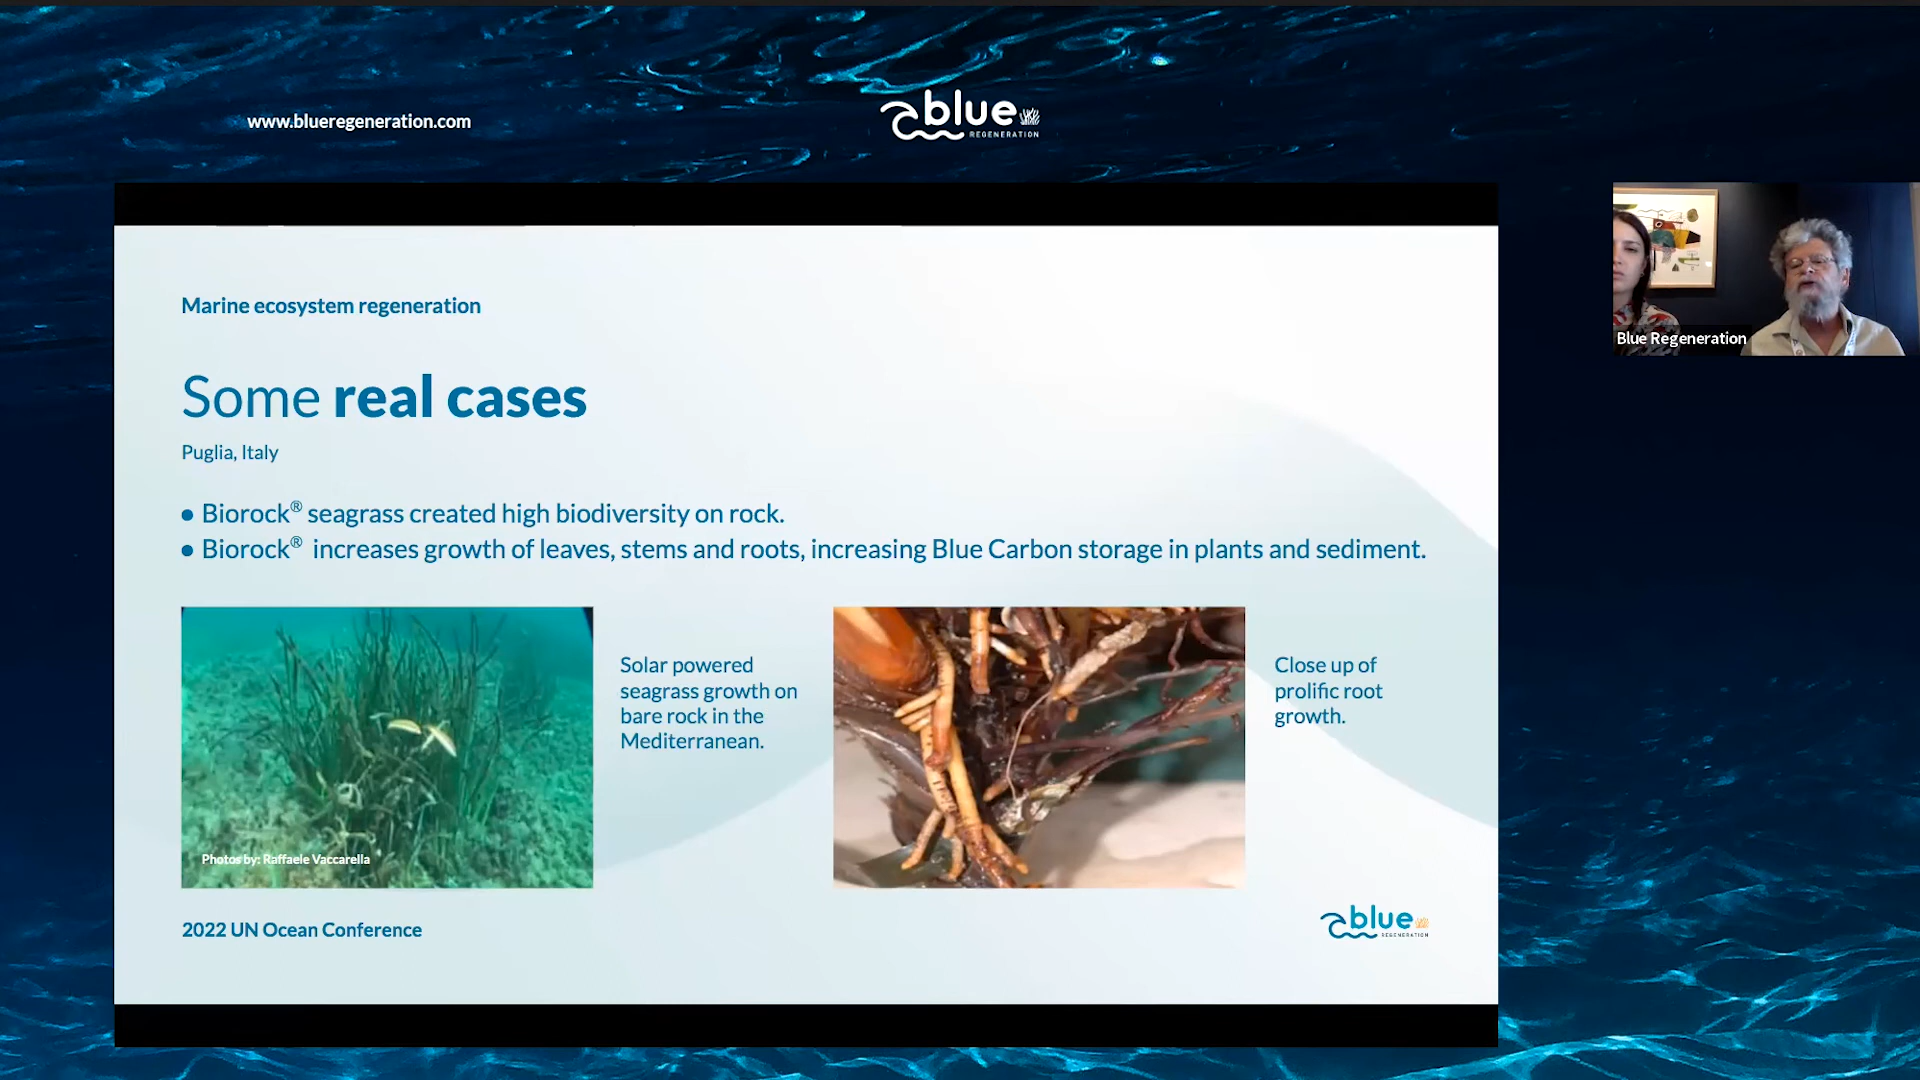 www.blueregeneration.com
blue
REGENERATION
Blue Regeneration
Marine ecosystem regeneration
Some real cases
Puglia, Italy
● Biorock® seagrass created high biodiversity on rock.
● Biorock® increases growth of leaves, stems and roots, increasing Blue Carbon storage in plants and sediment.
Solar powered
seagrass growth on
bare rock in the
Mediterranean.
Close up of
prolific root
growth.
Photos by: Raffaele Vaccarella
2022 UN Ocean Conference
blue
REGENERATION